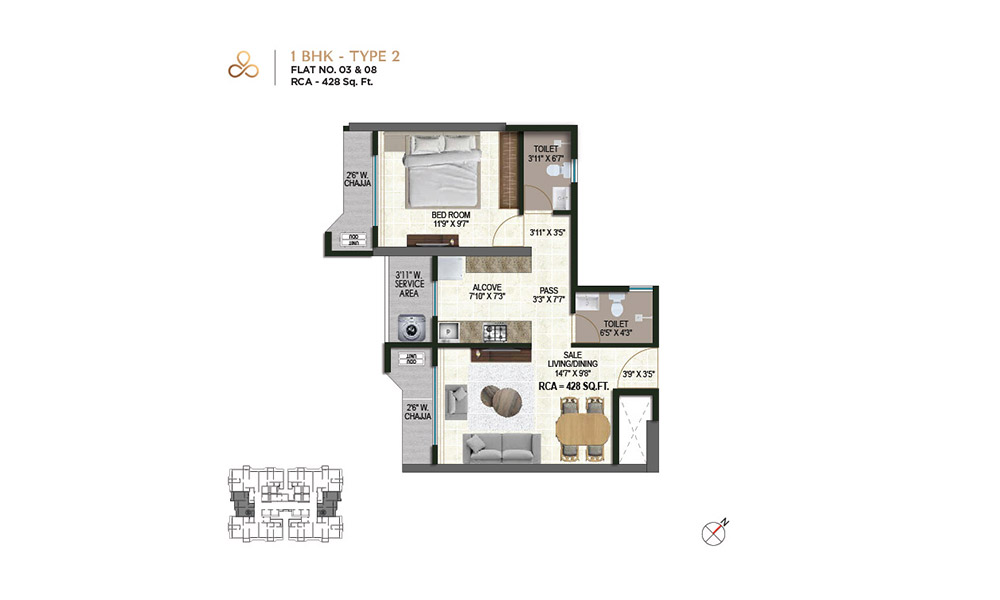 1 BHK - TYPE 2
FLAT NO. 03 & 08
RCA - 428 Sq. Ft.
TOILET
3'11" X 6'7"
2'6" W.
CHAJJA
BED ROOM
11'9" X 9'7"
3'11" X 3'5"
ODU
UNIT
3'11" W.
SERVICE
AREA
ALCOVE
7'10" X 7'3"
PASS
3'3" X 7'7"
TOILET
6'5" X 4'3"
ODU
UNIT
SALE
LIVING/DINING
14'7" X 9'8"
3'9" X 3'5"
RCA = 428 SQ.FT.
2'6" W.
CHAJJA
N